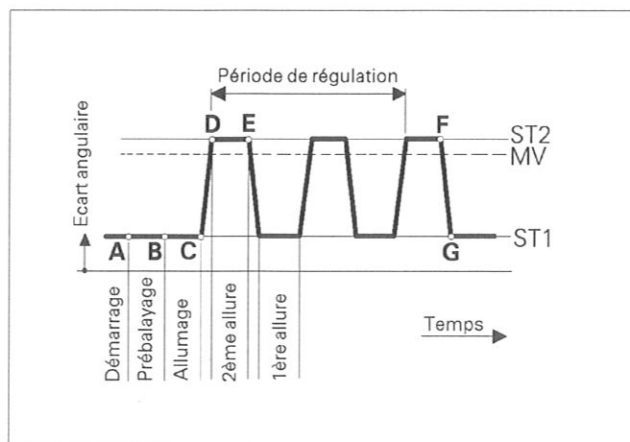 Période de régulation
D
E
F
ST2
MV
Ecart angulaire
A
B
C
G
ST1
Démarrage
Prébalayage
Allumage
2ème allure
1ère allure
Temps